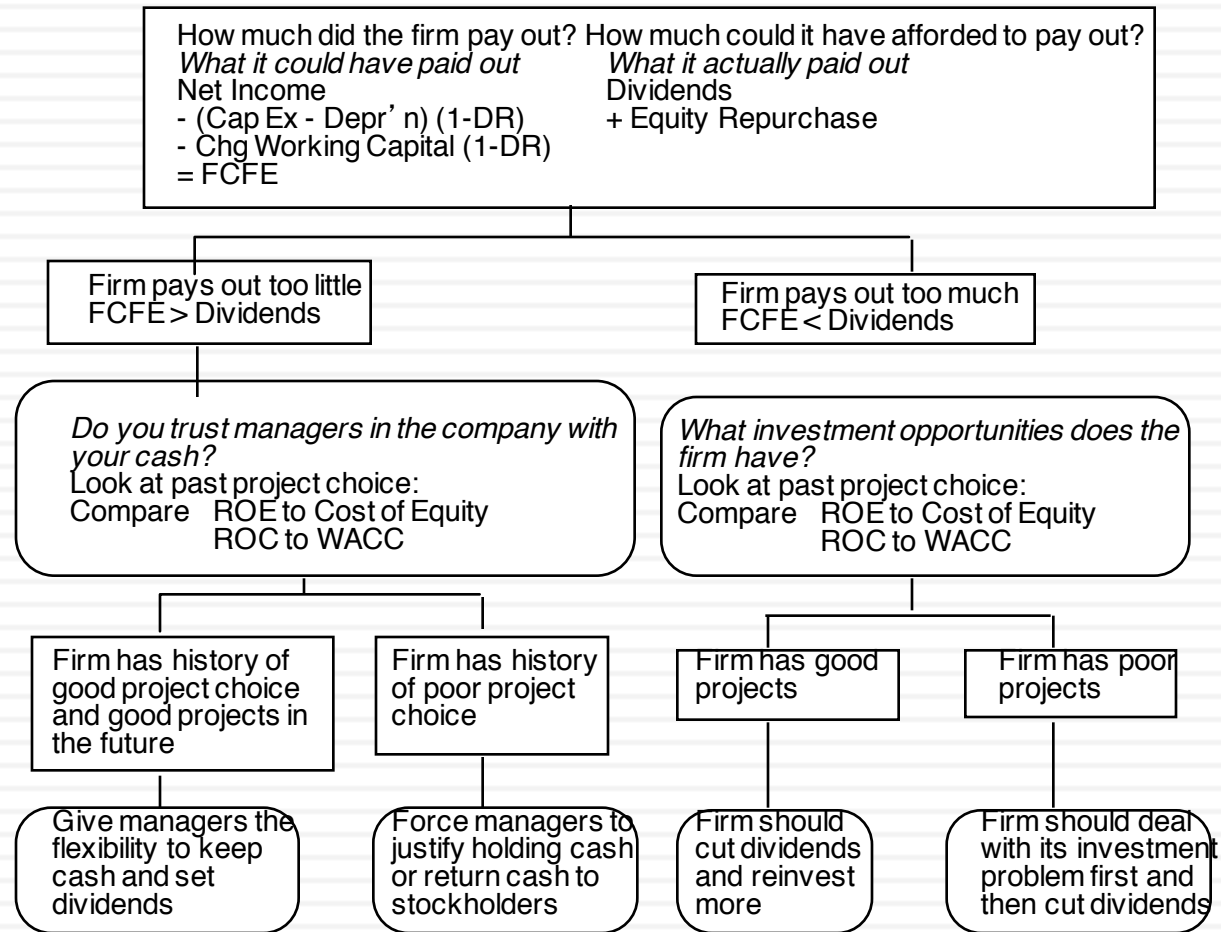 How much did the firm pay out? How much could it have afforded to pay out?
What it could have paid out
What it actually paid out
Net Income
Dividends
- (Cap Ex - Depr’n) (1-DR)
+ Equity Repurchase
- Chg Working Capital (1-DR)
= FCFE
Firm pays out too little
FCFE > Dividends
Firm pays out too much
FCFE < Dividends
Do you trust managers in the company with
your cash?
Look at past project choice:
Compare ROE to Cost of Equity
ROC to WACC
What investment opportunities does the
firm have?
Look at past project choice:
Compare ROE to Cost of Equity
ROC to WACC
Firm has history of
good project choice
and good projects in
the future
Firm has history
of poor project
choice
Firm has good
projects
Firm has poor
projects
Give managers the
flexibility to keep
cash and set
dividends
Force managers to
justify holding cash
or return cash to
stockholders
Firm should
cut dividends
and reinvest
more
Firm should deal
with its investment
problem first and
then cut dividends